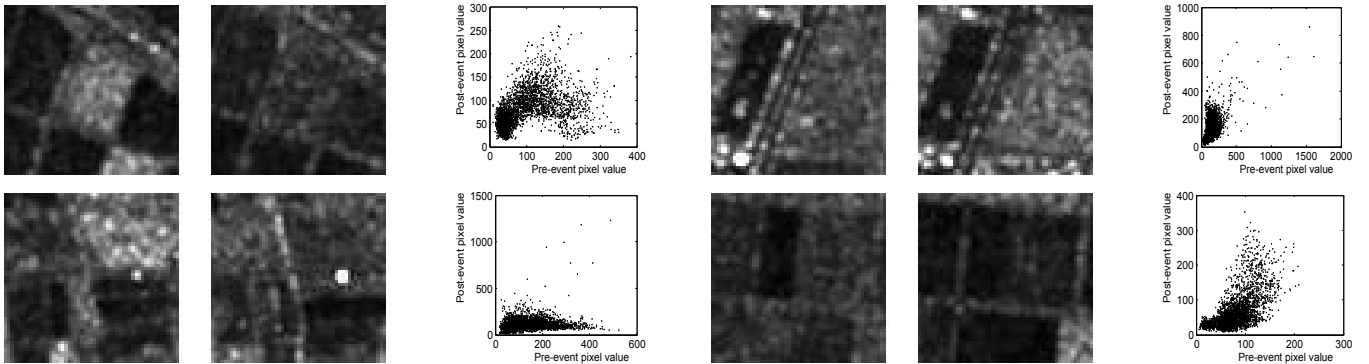 300
250
200
150
100
50
0
Post-event pixel value
0 100 200 300 400
Pre-event pixel value
1000
800
600
400
200
0
Post-event pixel value
0 500 1000 1500 2000
Pre-event pixel value
1500
1000
500
0
Post-event pixel value
0 200 400 600
Pre-event pixel value
400
300
200
100
0
Post-event pixel value
0 100 200 300
Pre-event pixel value